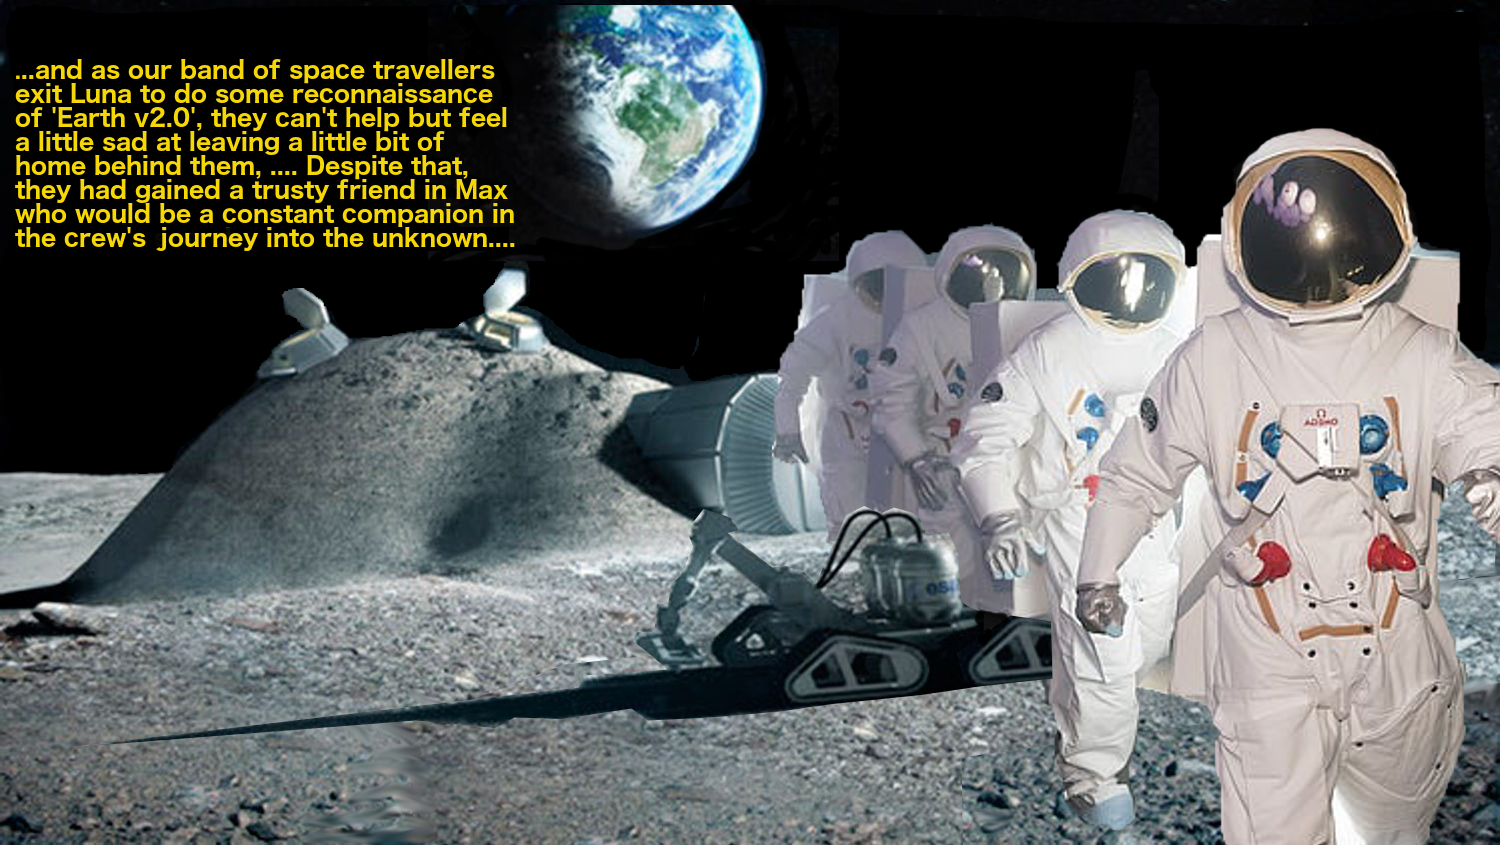 ...and as our band of space travellers
exit Luna to do some reconnaissance
of 'Earth v2.0', they can't help but feel
a little sad at leaving a little bit of
home behind them, .... Despite that,
they had gained a trusty friend in Max
who would be a constant companion in
the crew's journey into the unknown....